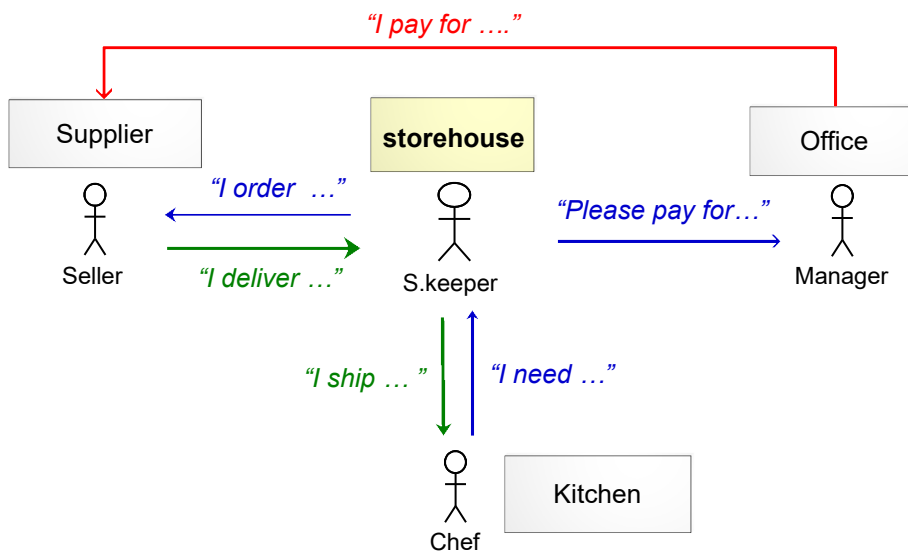 “I pay for ….”
Supplier
storehouse
Office
“I order  …”
“Please pay for…”
Seller
“I deliver …”
S.keeper
Manager
“I ship … ”
“I need …”
Kitchen
Chef